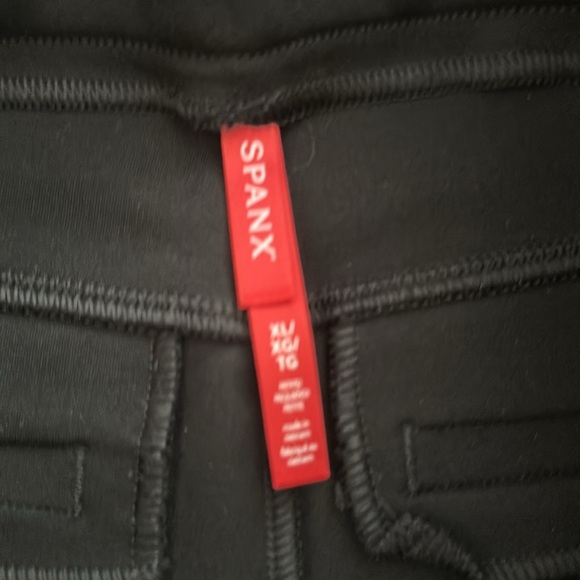 SPANX
XL/
XG/
TG
made in
vietnam
fabriqué au
vietnam